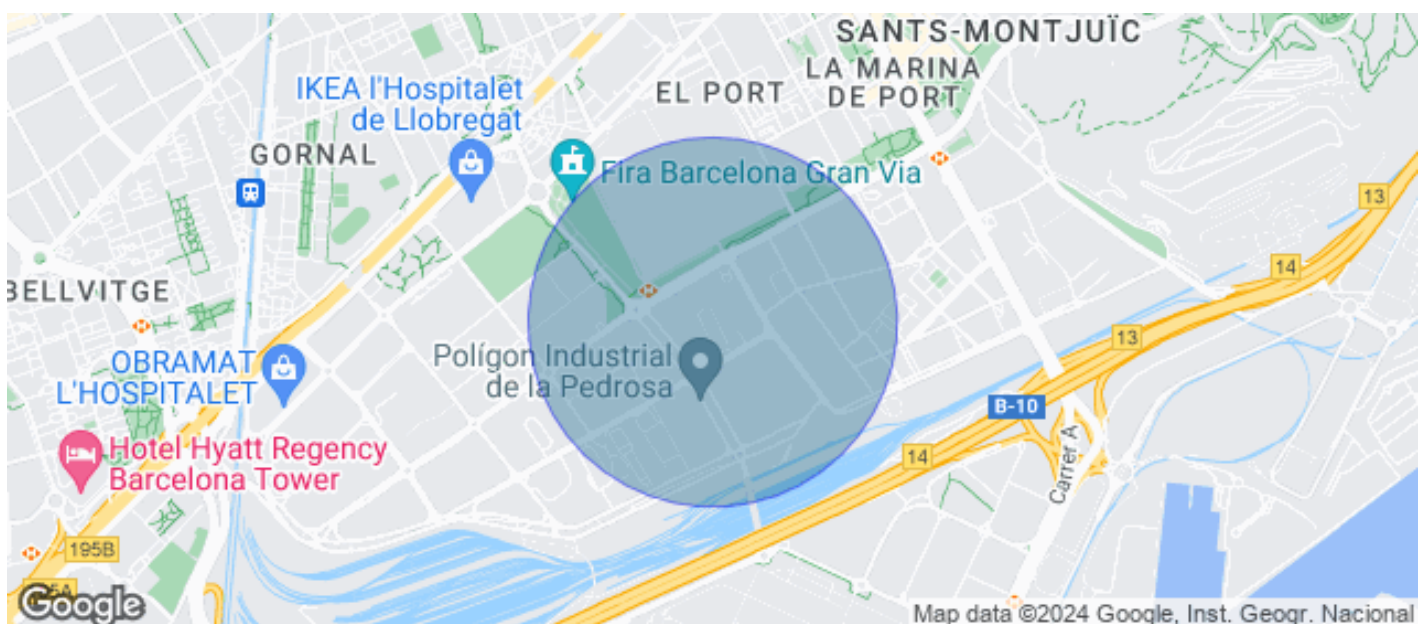 SANTS-MONTJUÏC
LA MARINA
DE PORT
EL PORT
IKEA l'Hospitalet
de Llobregat
GORNAL
Fira Barcelona Gran Via
13
14
BELLVITGE
13
OBRAMAT
L'HOSPITALET
Polígon Industrial
de la Pedrosa
B-10
Hotel Hyatt Regency
Barcelona Tower
14
Carrer A
195B
Google
Map data ©2024 Google, Inst. Geogr. Nacional